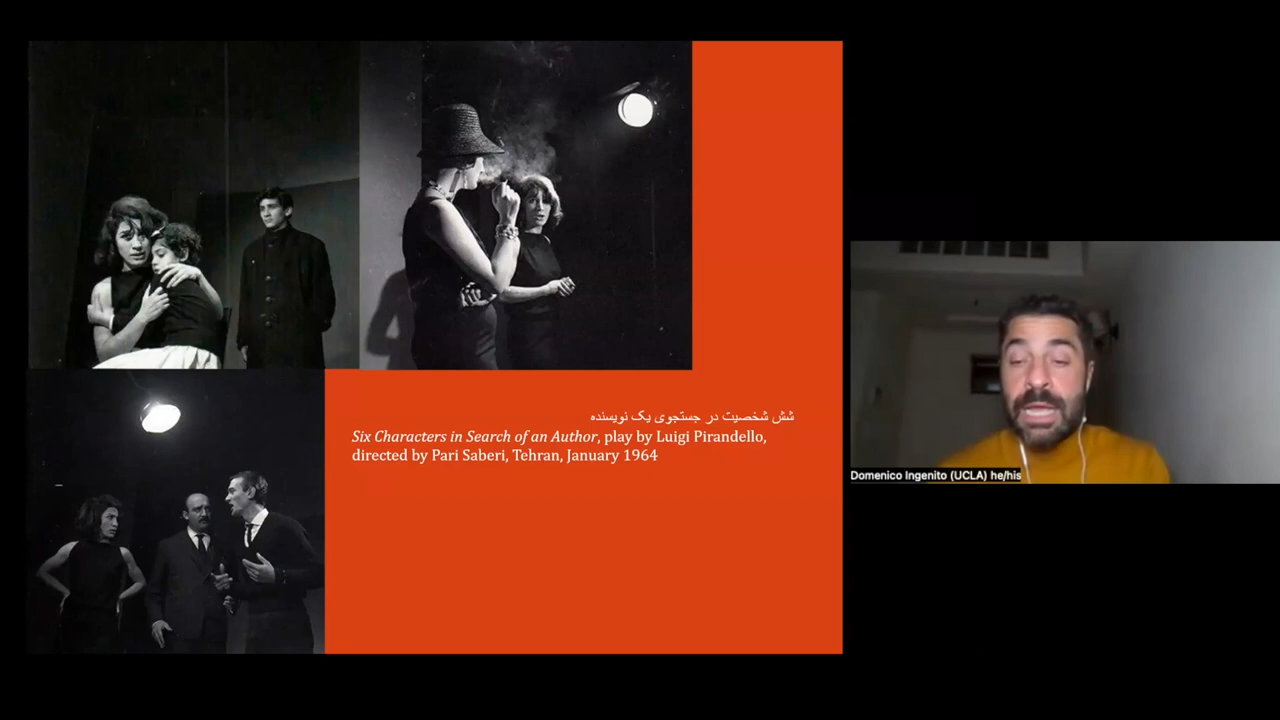 شش شخصیت در جستجوی یک نویسنده
Six Characters in Search of an Author, play by Luigi Pirandello,
directed by Pari Saberi, Tehran, January 1964
Domenico Ingenito (UCLA) he/his